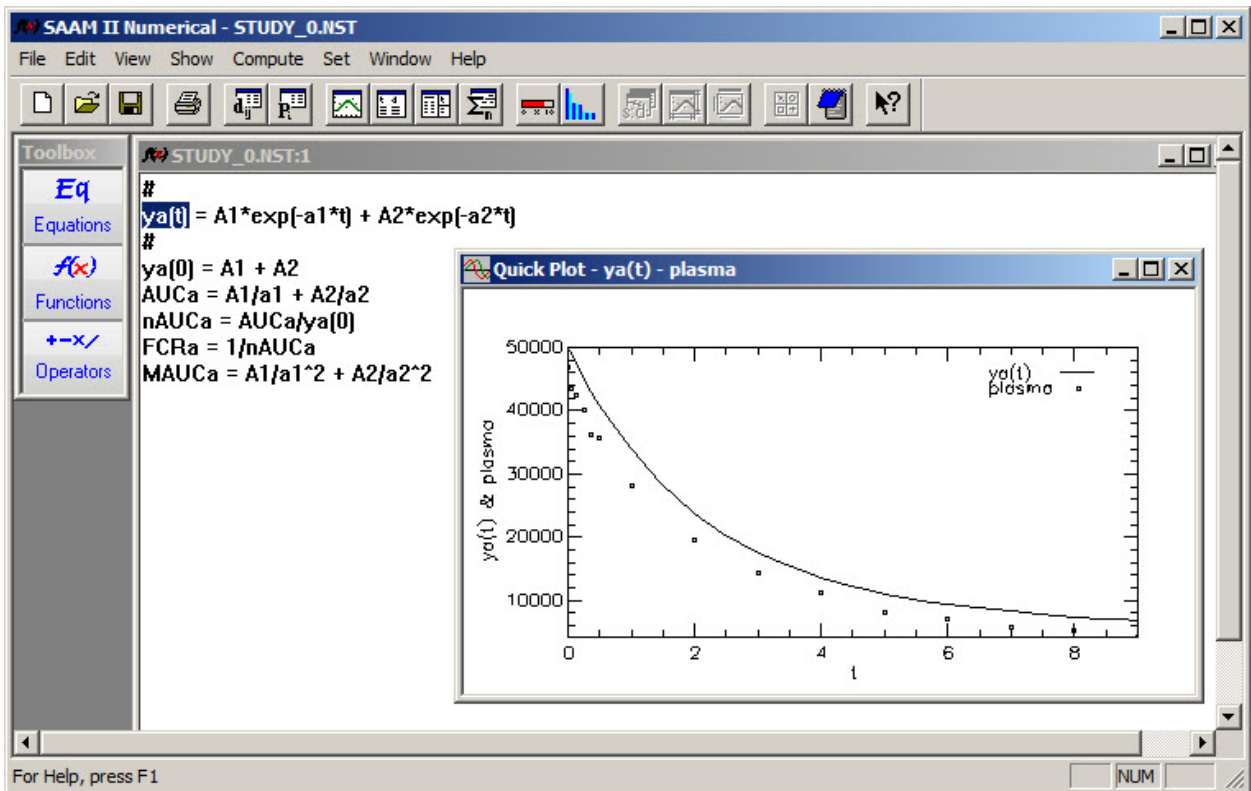 SAAM II Numerical - STUDY_0.NST
File Edit View Show Compute Set Window Help
Toolbox
Eq
Equations
f(x)
Functions
+-×/
Operators
STUDY_0.NST:1
#
ya(t) = A1*exp(-a1*t) + A2*exp(-a2*t)
#
ya(0) = A1 + A2
AUCa = A1/a1 + A2/a2
nAUCa = AUCa/ya(0)
FCRa = 1/nAUCa
MAUCa = A1/a1^2 + A2/a2^2
Quick Plot - ya(t) - plasma
ya(t) & plasma
50000
40000
30000
20000
10000
ya(t)
plasma
0 2 4 6 8
t
For Help, press F1
NUM